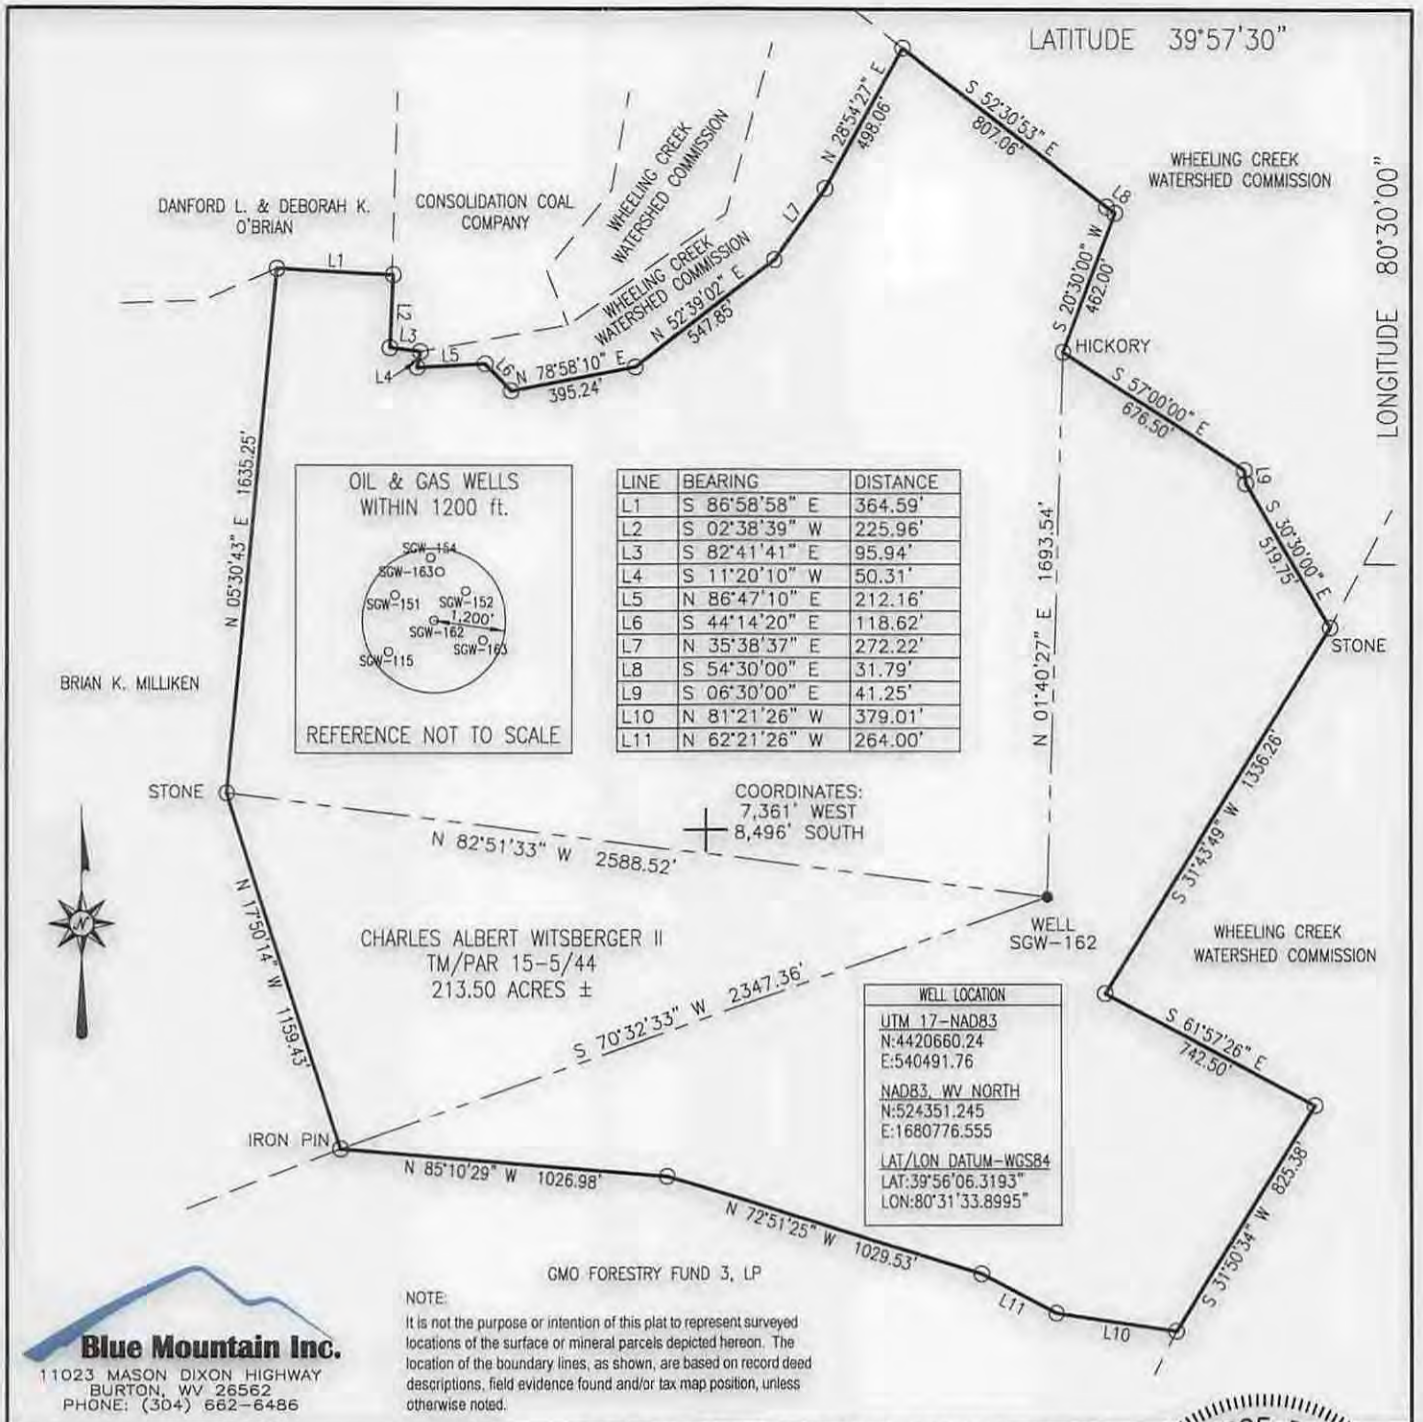 LATITUDE 39°57'30"
LONGITUDE 80°30'00"
N 28°54'27" E
498.06'
S 52°30'53" E
807.06'
L8
WHEELING CREEK
WATERSHED COMMISSION
DANFORD L. & DEBORAH K.
O'BRIAN
CONSOLIDATION COAL
COMPANY
WHEELING CREEK
WATERSHED COMMISSION
WHEELING CREEK
WATERSHED COMMISSION
L1
L2
L3
L4
L5
L6
L7
N 78°58'10" E
395.24'
N 52°39'02" E
547.85'
S 20°30'00" W
462.00'
HICKORY
S 57°00'00" E
676.50'
L9
S 30°30'00" E
519.75'
STONE
N 05°30'43" E 1635.25'
OIL & GAS WELLS
WITHIN 1200 ft.
SGW-154
SGW-163
SGW-151
SGW-152
1,200'
SGW-162
SGW-163
SGW-115
REFERENCE NOT TO SCALE
LINE BEARING DISTANCE
L1 S 86°58'58" E 364.59'
L2 S 02°38'39" W 225.96'
L3 S 82°41'41" E 95.94'
L4 S 11°20'10" W 50.31'
L5 N 86°47'10" E 212.16'
L6 S 44°14'20" E 118.62'
L7 N 35°38'37" E 272.22'
L8 S 54°30'00" E 31.79'
L9 S 06°30'00" E 41.25'
L10 N 81°21'26" W 379.01'
L11 N 62°21'26" W 264.00'
N 01°40'27" E 1693.54'
BRIAN K. MILLIKEN
STONE
COORDINATES:
7,361' WEST
8,496' SOUTH
N 82°51'33" W 2588.52'
S 31°43'49" W 1336.26'
N
N 17°50'14" W 1159.43'
CHARLES ALBERT WITSBERGER II
TM/PAR 15-5/44
213.50 ACRES ±
WELL
SGW-162
WHEELING CREEK
WATERSHED COMMISSION
S 70°32'33" W 2347.36'
WELL LOCATION
UTM 17-NAD83
N:4420660.24
E:540491.76
NAD83, WV NORTH
N:524351.245
E:1680776.555
LAT/LON DATUM-WGS84
LAT:39°56'06.3193"
LON:80°31'33.8995"
S 61°57'26" E
742.50'
IRON PIN
N 85°10'29" W 1026.98'
N 72°51'25" W 1029.53'
S 31°50'34" W 825.38'
L11
L10
GMO FORESTRY FUND 3, LP
Blue Mountain Inc.
11023 MASON DIXON HIGHWAY
BURTON, WV 26562
PHONE: (304) 662-6486
NOTE:
It is not the purpose or intention of this plat to represent surveyed
locations of the surface or mineral parcels depicted hereon. The
location of the boundary lines, as shown, are based on record deed
descriptions, field evidence found and/or tax map position, unless
otherwise noted.